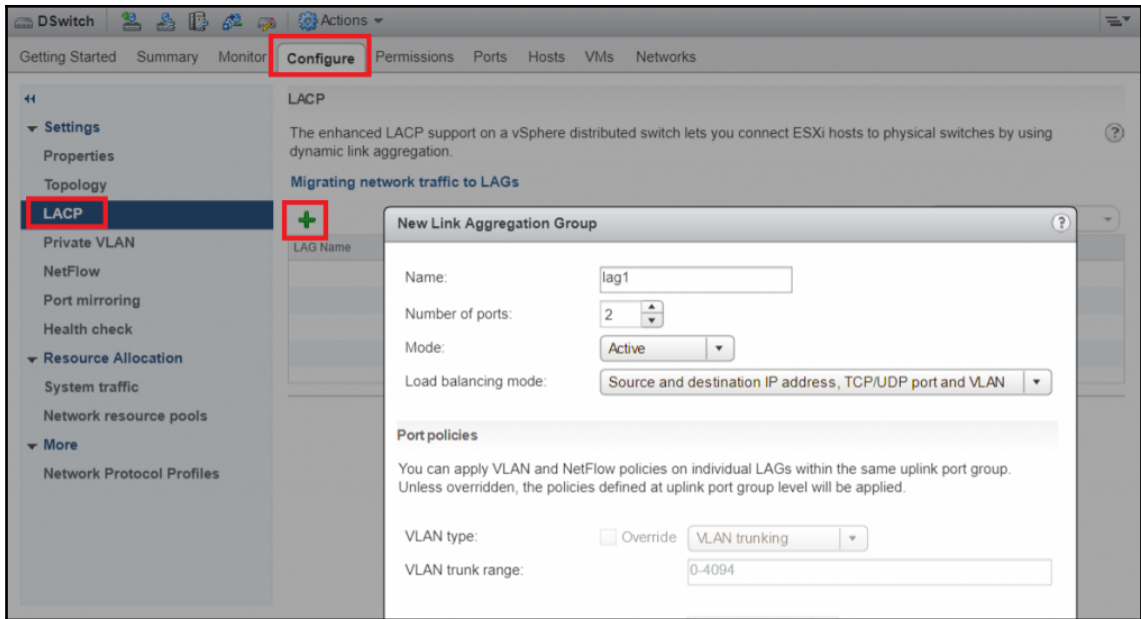 DSwitch Actions
Getting Started Summary Monitor Configure Permissions Ports Hosts VMs Networks
Settings
Properties
Topology
LACP
Private VLAN
NetFlow
Port mirroring
Health check
Resource Allocation
System traffic
Network resource pools
More
Network Protocol Profiles
LACP
The enhanced LACP support on a vSphere distributed switch lets you connect ESXi hosts to physical switches by using
dynamic link aggregation.
Migrating network traffic to LAGs
LAG Name
New Link Aggregation Group
Name: lag1
Number of ports: 2
Mode: Active
Load balancing mode: Source and destination IP address, TCP/UDP port and VLAN
Port policies
You can apply VLAN and NetFlow policies on individual LAGs within the same uplink port group.
Unless overridden, the policies defined at uplink port group level will be applied.
VLAN type: Override VLAN trunking
VLAN trunk range: 0-4094